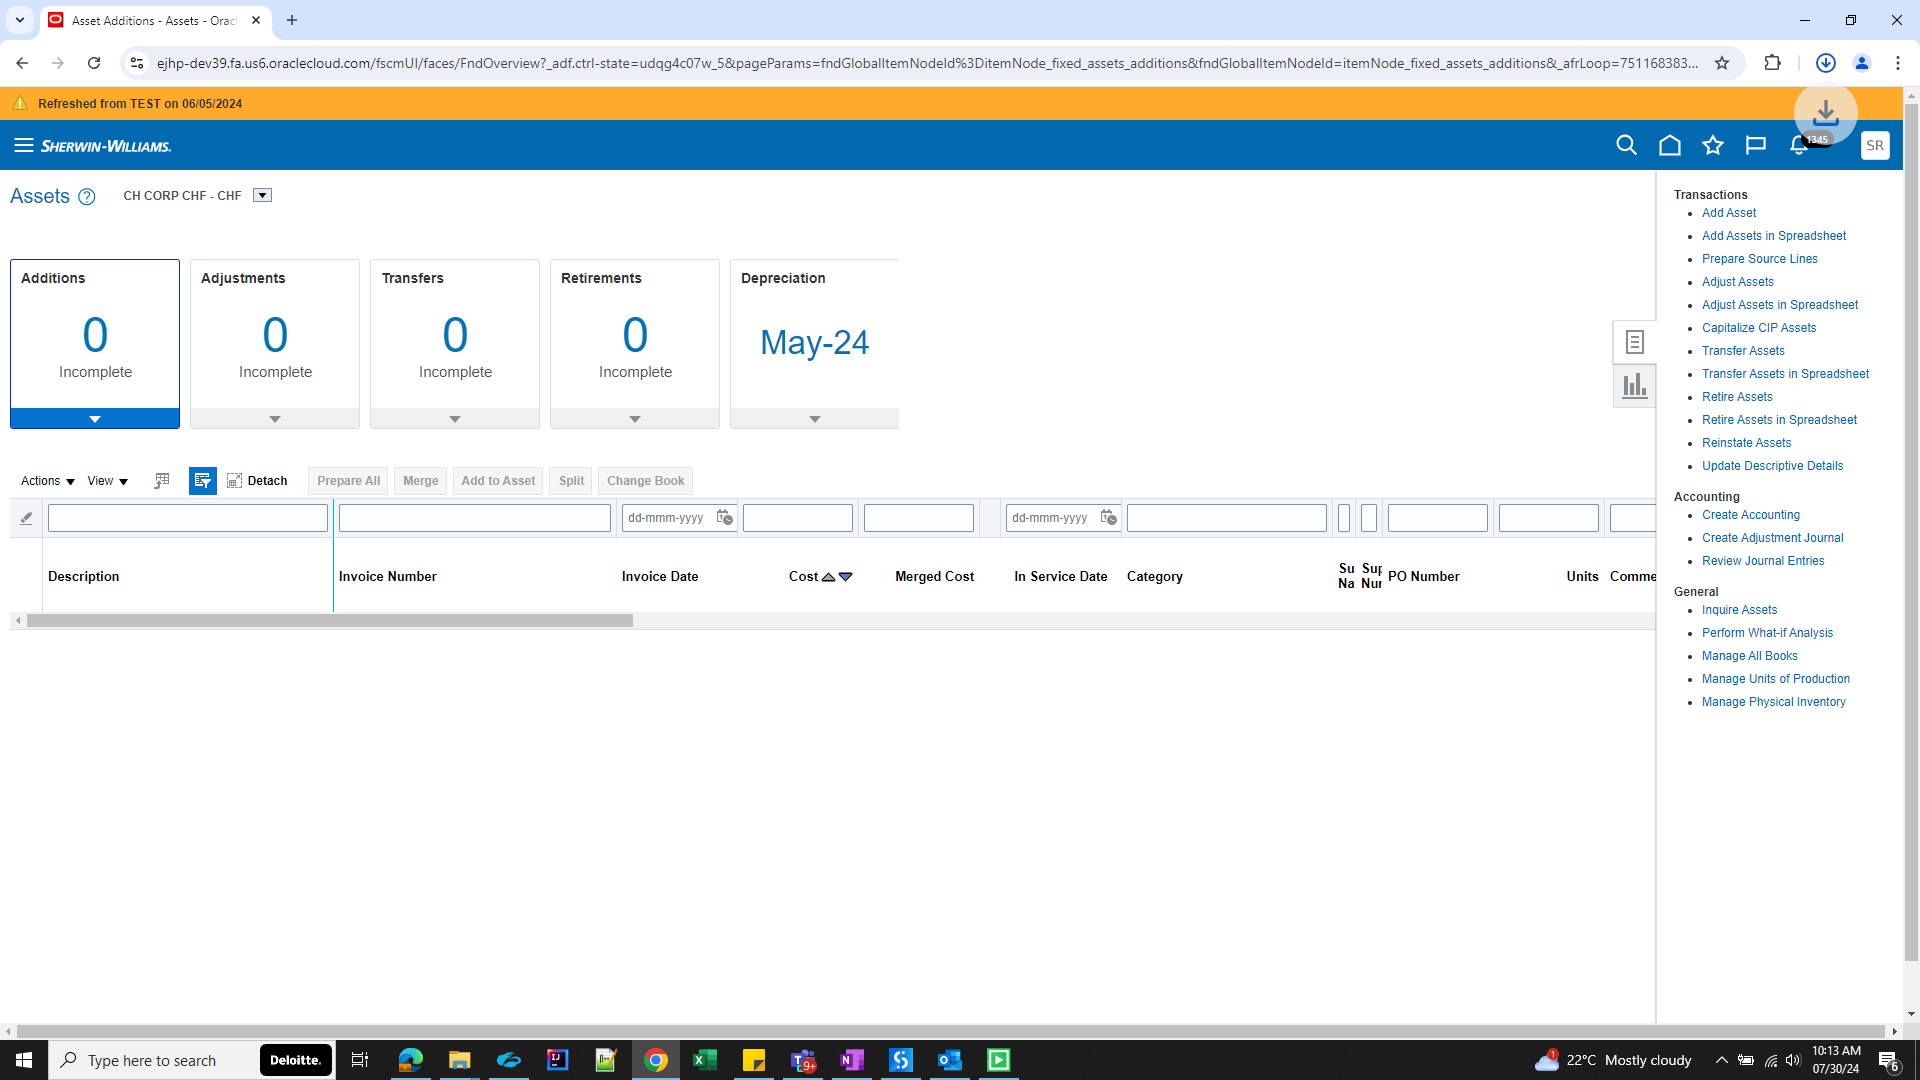 Asset Additions - Assets - Orac
ejhp-dev39.fa.us6.oraclecloud.com/fscmUI/faces/FndOverview?_adf.ctrl-state=udqg4c07w_5&pageParams=fndGlobalItemNodeId%3DitemNode_fixed_assets_additions&fndGlobalItemNodeId=itemNode_fixed_assets_additions&_afrLoop=751168383...
Refreshed from TEST on 06/05/2024
SHERWIN-WILLIAMS.
1345
SR
Assets ? CH CORP CHF - CHF
Additions
0
Incomplete
Adjustments
0
Incomplete
Transfers
0
Incomplete
Retirements
0
Incomplete
Depreciation
May-24
Actions View Detach Prepare All Merge Add to Asset Split Change Book
dd-mmm-yyyy dd-mmm-yyyy
Description Invoice Number Invoice Date Cost Merged Cost In Service Date Category Su Na Sup Nur PO Number Units Comme
Transactions
Add Asset
Add Assets in Spreadsheet
Prepare Source Lines
Adjust Assets
Adjust Assets in Spreadsheet
Capitalize CIP Assets
Transfer Assets
Transfer Assets in Spreadsheet
Retire Assets
Retire Assets in Spreadsheet
Reinstate Assets
Update Descriptive Details
Accounting
Create Accounting
Create Adjustment Journal
Review Journal Entries
General
Inquire Assets
Perform What-if Analysis
Manage All Books
Manage Units of Production
Manage Physical Inventory
Type here to search Deloitte. 9+ 1 22°C Mostly cloudy
10:13 AM
07/30/24
6